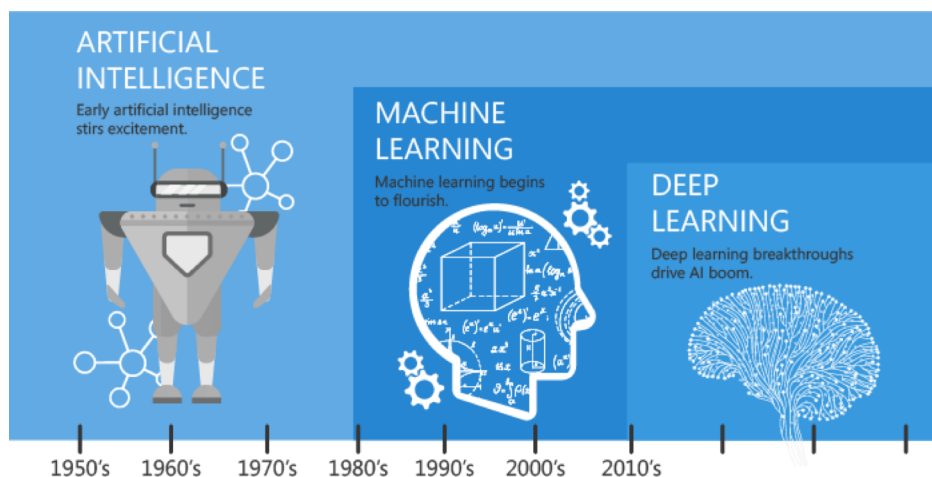 ARTIFICIAL
INTELLIGENCE
Early artificial intelligence
stirs excitement.
MACHINE
LEARNING
Machine learning begins
to flourish.
DEEP
LEARNING
Deep learning breakthroughs
drive AI boom.
1950's 1960's 1970's 1980's 1990's 2000's 2010's